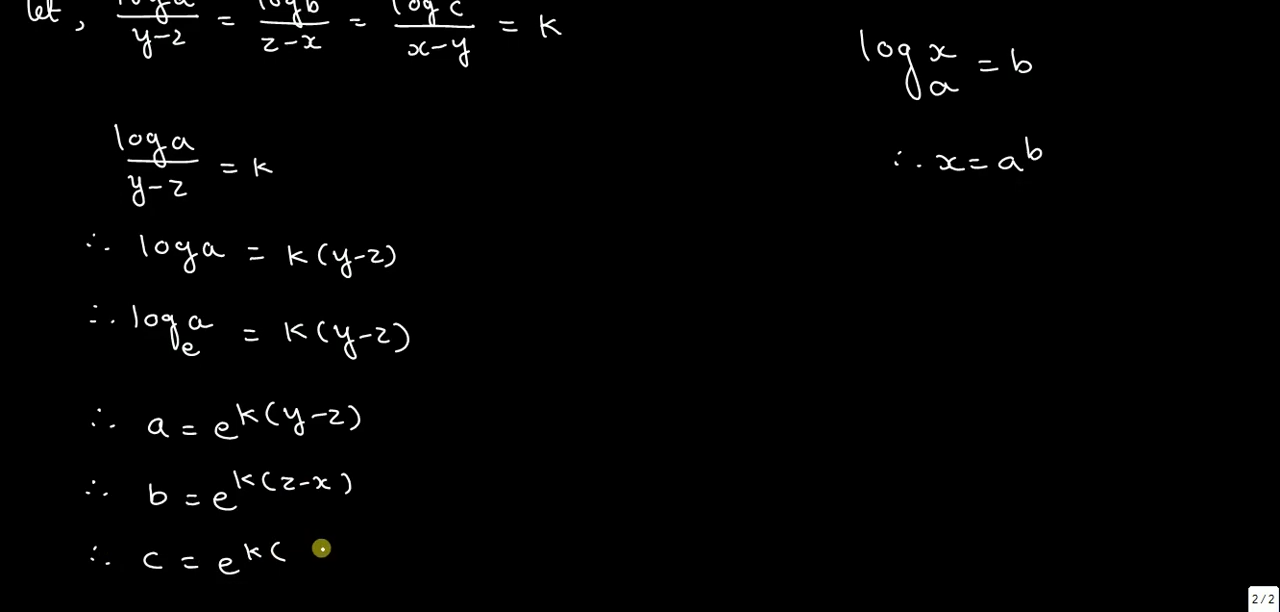 let, log a / y-z = log b / z-x = log c / x-y = k
log a / y-z = k
∴ log a = k(y-z)
∴ log_e a = k(y-z)
∴ a = e^k(y-z)
∴ b = e^k(z-x)
∴ c = e^k(
log_a x = b
∴ x = a^b
2/2